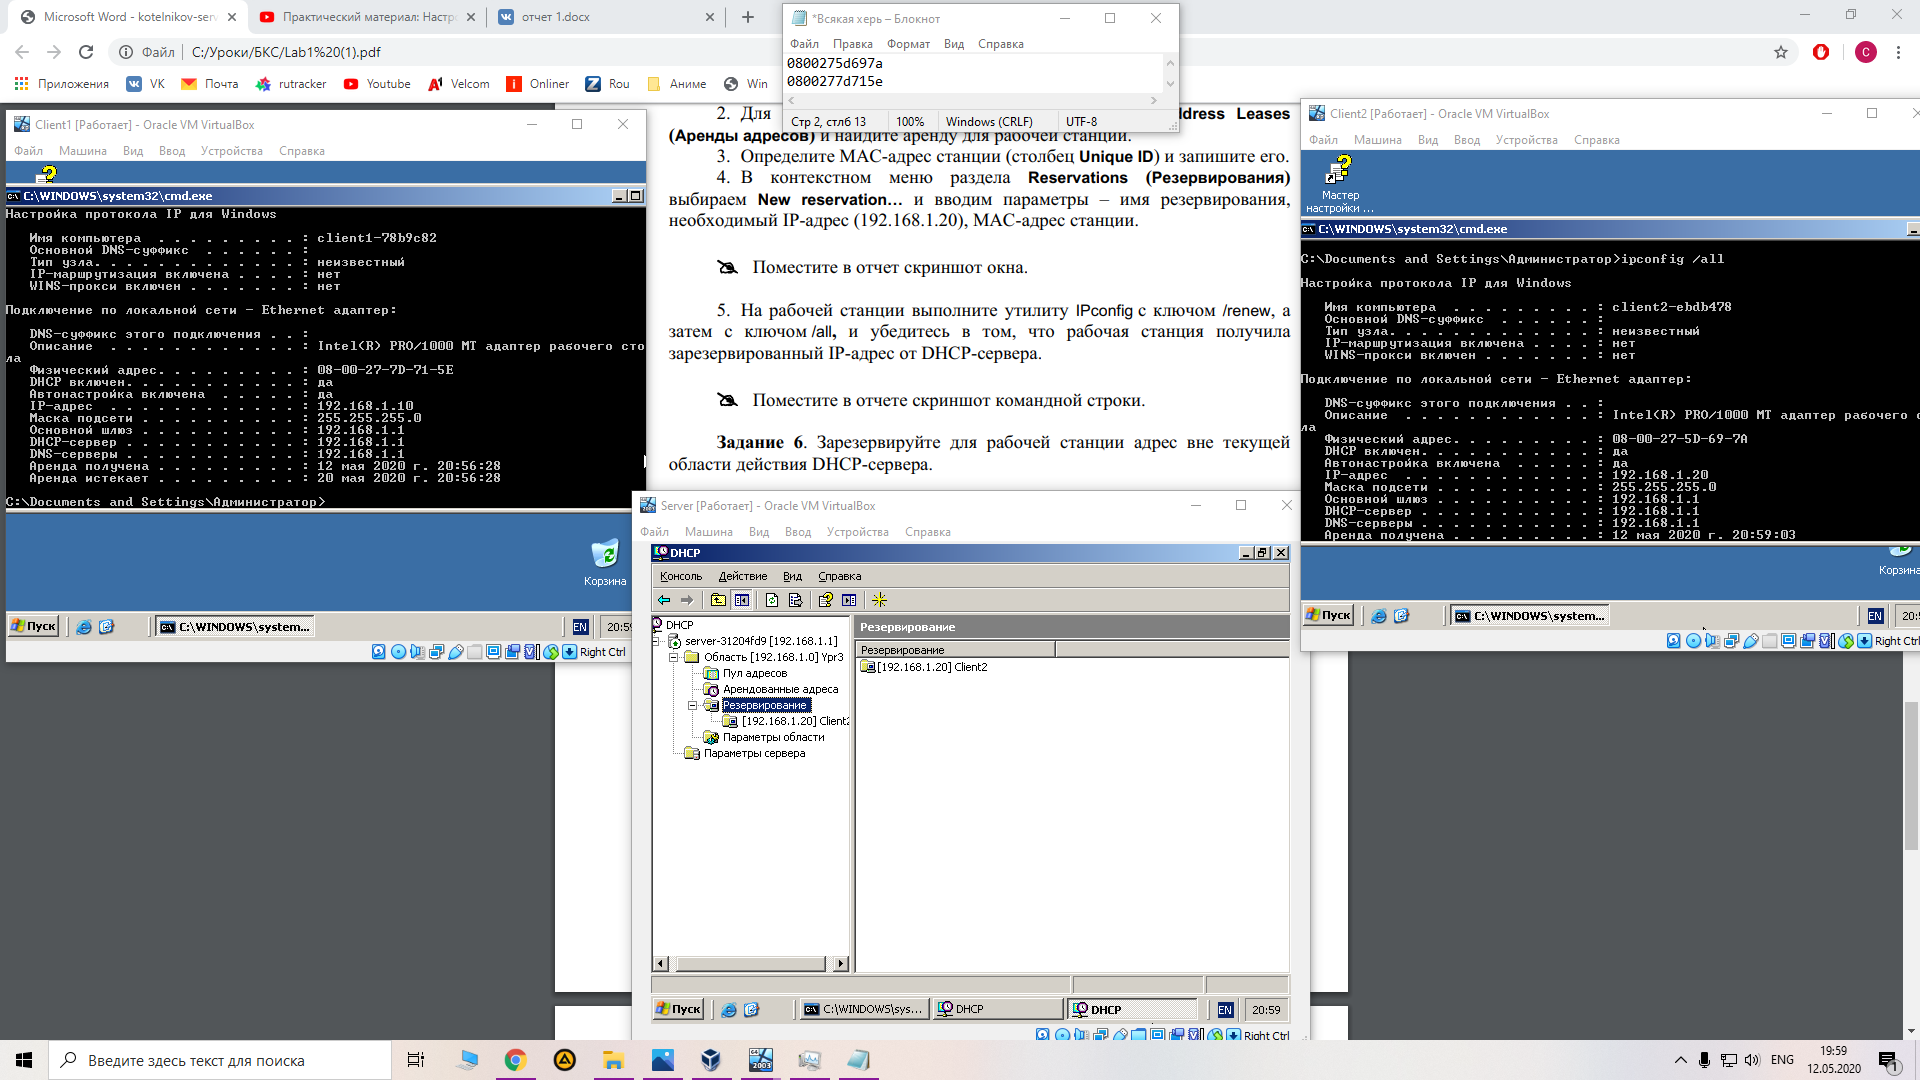 Microsoft Word - kotelnikov-serv
Практический материал: Настро
отчет 1.docx
Файл
C:/Уроки/БКС/Lab1%20(1).pdf
С
Приложения
VK
Почта
rutracker
Youtube
Velcom
Onliner
Rou
Аниме
Win
*Всякая херь – Блокнот
Файл Правка Формат Вид Справка
0800275d697a
0800277d715e
Стр 2, стлб 13
100%
Windows (CRLF)
UTF-8
2. Для
ddress Leases
(Аренды адресов) и найдите аренду для рабочей станции.
3. Определите MAC-адрес станции (столбец Unique ID) и запишите его.
4. В контекстном меню раздела Reservations (Резервирования)
выбираем New reservation… и вводим параметры – имя резервирования,
необходимый IP-адрес (192.168.1.20), MAC-адрес станции.
Поместите в отчет скриншот окна.
5. На рабочей станции выполните утилиту IPconfig с ключом /renew, а
затем с ключом /all, и убедитесь в том, что рабочая станция получила
зарезервированный IP-адрес от DHCP-сервера.
Поместите в отчете скриншот командной строки.
Задание 6. Зарезервируйте для рабочей станции адрес вне текущей
области действия DHCP-сервера.
Client1 [Работает] - Oracle VM VirtualBox
Файл Машина Вид Ввод Устройства Справка
C:\WINDOWS\system32\cmd.exe
Настройка протокола IP для Windows
Имя компьютера . . . . . . . . . : client1-78b9c82
Основной DNS-суффикс . . . . . . :
Тип узла. . . . . . . . . . . . . : неизвестный
IP-маршрутизация включена . . . . : нет
WINS-прокси включен . . . . . . . : нет
Подключение по локальной сети - Ethernet адаптер:
DNS-суффикс этого подключения . . :
Описание . . . . . . . . . . . . : Intel(R) PRO/1000 MT адаптер рабочего сто
ла
Физический адрес. . . . . . . . . : 08-00-27-7D-71-5E
DHCP включен. . . . . . . . . . . : да
Автонастройка включена . . . . . : да
IP-адрес . . . . . . . . . . . . : 192.168.1.10
Маска подсети . . . . . . . . . . : 255.255.255.0
Основной шлюз . . . . . . . . . . : 192.168.1.1
DHCP-сервер . . . . . . . . . . . : 192.168.1.1
DNS-серверы . . . . . . . . . . . : 192.168.1.1
Аренда получена . . . . . . . . . : 12 мая 2020 г. 20:56:28
Аренда истекает . . . . . . . . . : 20 мая 2020 г. 20:56:28
C:\Documents and Settings\Администратор>
Корзина
Пуск
C:\WINDOWS\system...
EN
20:59
Right Ctrl
Client2 [Работает] - Oracle VM VirtualBox
Файл Машина Вид Ввод Устройства Справка
Мастер
настройки ...
C:\WINDOWS\system32\cmd.exe
C:\Documents and Settings\Администратор>ipconfig /all
Настройка протокола IP для Windows
Имя компьютера . . . . . . . . . : client2-ebdb478
Основной DNS-суффикс . . . . . . :
Тип узла. . . . . . . . . . . . . : неизвестный
IP-маршрутизация включена . . . . : нет
WINS-прокси включен . . . . . . . : нет
Подключение по локальной сети - Ethernet адаптер:
DNS-суффикс этого подключения . . :
Описание . . . . . . . . . . . . : Intel(R) PRO/1000 MT адаптер рабочего с
ла
Физический адрес. . . . . . . . . : 08-00-27-5D-69-7A
DHCP включен. . . . . . . . . . . : да
Автонастройка включена . . . . . : да
IP-адрес . . . . . . . . . . . . : 192.168.1.20
Маска подсети . . . . . . . . . . : 255.255.255.0
Основной шлюз . . . . . . . . . . : 192.168.1.1
DHCP-сервер . . . . . . . . . . . : 192.168.1.1
DNS-серверы . . . . . . . . . . . : 192.168.1.1
Аренда получена . . . . . . . . . : 12 мая 2020 г. 20:59:03
Корзина
Пуск
C:\WINDOWS\system...
EN
20:5
Right Ctrl
Server [Работает] - Oracle VM VirtualBox
Файл Машина Вид Ввод Устройства Справка
DHCP
Консоль Действие Вид Справка
DHCP
server-31204fd9 [192.168.1.1]
Область [192.168.1.0] Ypr3
Пул адресов
Арендованные адреса
Резервирование
[192.168.1.20] Client2
Параметры области
Параметры сервера
Резервирование
Резервирование
[192.168.1.20] Client2
Пуск
C:\WINDOWS\sys...
DHCP
DHCP
EN
20:59
Right Ctrl
Введите здесь текст для поиска
ENG
19:59
12.05.2020
1